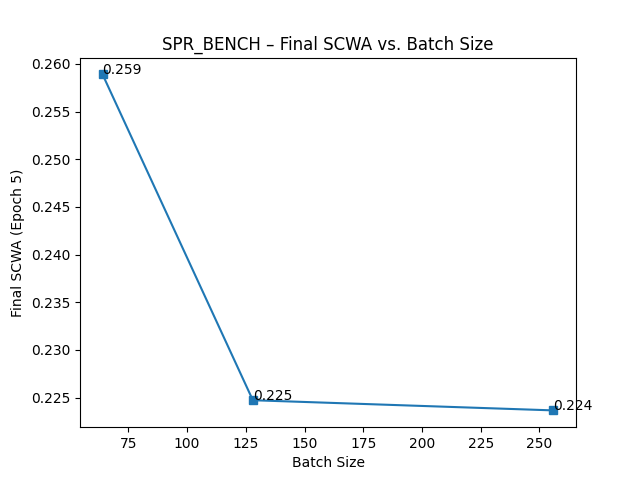 SPR_BENCH – Final SCWA vs. Batch Size
0.260
0.255
0.250
0.245
0.240
0.235
0.230
0.225
Final SCWA (Epoch 5)
0.259
0.225
0.224
75 100 125 150 175 200 225 250
Batch Size